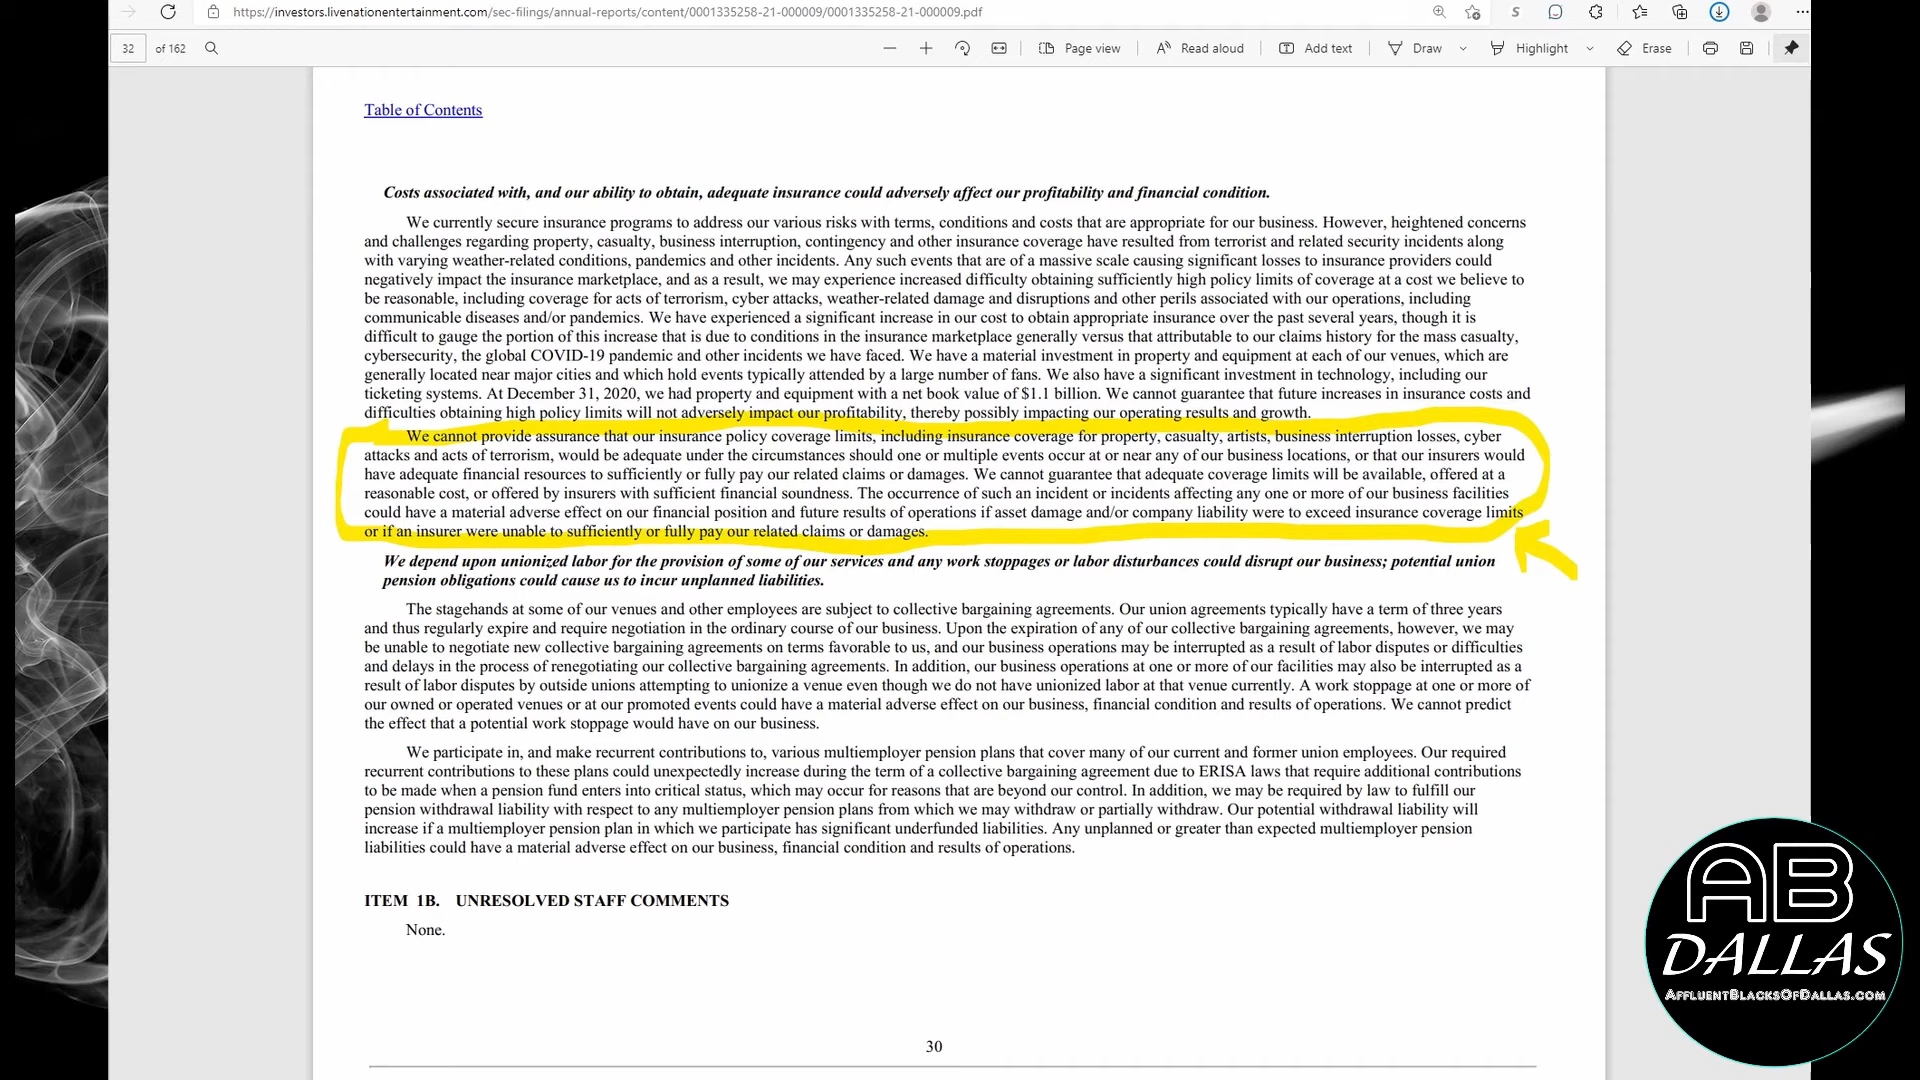 https://investors.livenationentertainment.com/sec-filings/annual-reports/content/0001335258-21-000009/0001335258-21-000009.pdf
32 of 162 Page view Read aloud Add text Draw Highlight Erase
Table of Contents
Costs associated with, and our ability to obtain, adequate insurance could adversely affect our profitability and financial condition.
We currently secure insurance programs to address our various risks with terms, conditions and costs that are appropriate for our business. However, heightened concerns
and challenges regarding property, casualty, business interruption, contingency and other insurance coverage have resulted from terrorist and related security incidents along
with varying weather-related conditions, pandemics and other incidents. Any such events that are of a massive scale causing significant losses to insurance providers could
negatively impact the insurance marketplace, and as a result, we may experience increased difficulty obtaining sufficiently high policy limits of coverage at a cost we believe to
be reasonable, including coverage for acts of terrorism, cyber attacks, weather-related damage and disruptions and other perils associated with our operations, including
communicable diseases and/or pandemics. We have experienced a significant increase in our cost to obtain appropriate insurance over the past several years, though it is
difficult to gauge the portion of this increase that is due to conditions in the insurance marketplace generally versus that attributable to our claims history for the mass casualty,
cybersecurity, the global COVID-19 pandemic and other incidents we have faced. We have a material investment in property and equipment at each of our venues, which are
generally located near major cities and which hold events typically attended by a large number of fans. We also have a significant investment in technology, including our
ticketing systems. At December 31, 2020, we had property and equipment with a net book value of $1.1 billion. We cannot guarantee that future increases in insurance costs and
difficulties obtaining high policy limits will not adversely impact our profitability, thereby possibly impacting our operating results and growth.
We cannot provide assurance that our insurance policy coverage limits, including insurance coverage for property, casualty, artists, business interruption losses, cyber
attacks and acts of terrorism, would be adequate under the circumstances should one or multiple events occur at or near any of our business locations, or that our insurers would
have adequate financial resources to sufficiently or fully pay our related claims or damages. We cannot guarantee that adequate coverage limits will be available, offered at a
reasonable cost, or offered by insurers with sufficient financial soundness. The occurrence of such an incident or incidents affecting any one or more of our business facilities
could have a material adverse effect on our financial position and future results of operations if asset damage and/or company liability were to exceed insurance coverage limits
or if an insurer were unable to sufficiently or fully pay our related claims or damages.
We depend upon unionized labor for the provision of some of our services and any work stoppages or labor disturbances could disrupt our business; potential union
pension obligations could cause us to incur unplanned liabilities.
The stagehands at some of our venues and other employees are subject to collective bargaining agreements. Our union agreements typically have a term of three years
and thus regularly expire and require negotiation in the ordinary course of our business. Upon the expiration of any of our collective bargaining agreements, however, we may
be unable to negotiate new collective bargaining agreements on terms favorable to us, and our business operations may be interrupted as a result of labor disputes or difficulties
and delays in the process of renegotiating our collective bargaining agreements. In addition, our business operations at one or more of our facilities may also be interrupted as a
result of labor disputes by outside unions attempting to unionize a venue even though we do not have unionized labor at that venue currently. A work stoppage at one or more of
our owned or operated venues or at our promoted events could have a material adverse effect on our business, financial condition and results of operations. We cannot predict
the effect that a potential work stoppage would have on our business.
We participate in, and make recurrent contributions to, various multiemployer pension plans that cover many of our current and former union employees. Our required
recurrent contributions to these plans could unexpectedly increase during the term of a collective bargaining agreement due to ERISA laws that require additional contributions
to be made when a pension fund enters into critical status, which may occur for reasons that are beyond our control. In addition, we may be required by law to fulfill our
pension withdrawal liability with respect to any multiemployer pension plans from which we may withdraw or partially withdraw. Our potential withdrawal liability will
increase if a multiemployer pension plan in which we participate has significant underfunded liabilities. Any unplanned or greater than expected multiemployer pension
liabilities could have a material adverse effect on our business, financial condition and results of operations.
ITEM 1B. UNRESOLVED STAFF COMMENTS
None.
30
AB
DALLAS
AFFLUENTBLACKSOFDALLAS.COM